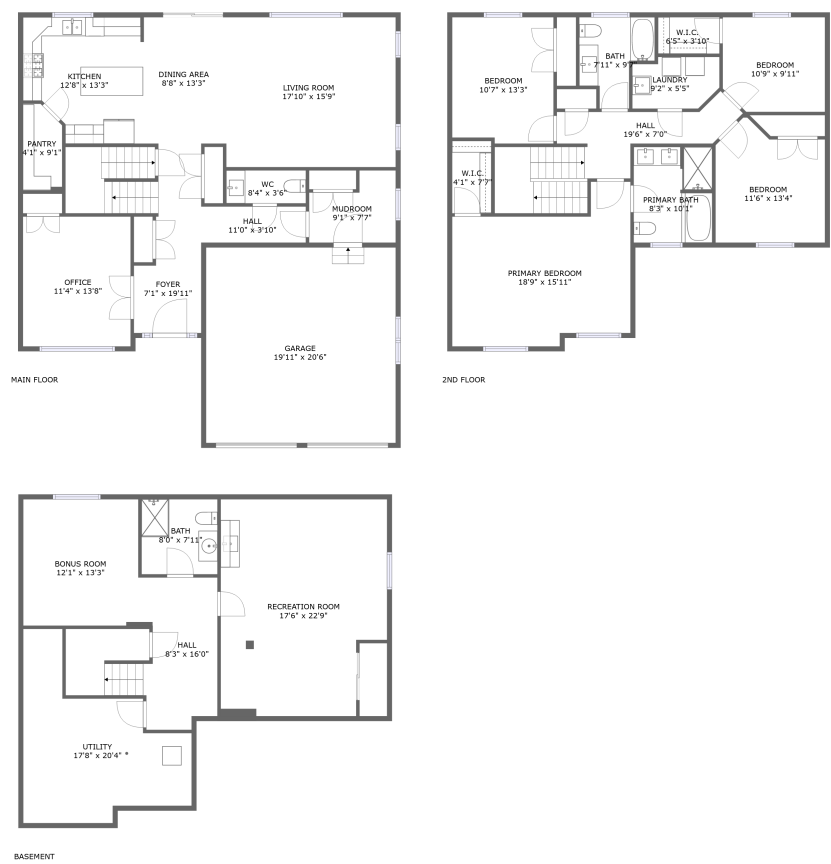 KITCHEN
12'8" x 13'3"
DINING AREA
8'8" x 13'3"
LIVING ROOM
17'10" x 15'9"
PANTRY
4'1" x 9'1"
WC
8'4" x 3'6"
MUDROOM
9'1" x 7'7"
HALL
11'0" x 3'10"
OFFICE
11'4" x 13'8"
FOYER
7'1" x 19'11"
GARAGE
19'11" x 20'6"
MAIN FLOOR
BEDROOM
10'7" x 13'3"
BATH
7'11" x 9'7"
W.I.C.
6'5" x 3'10"
LAUNDRY
9'2" x 5'5"
BEDROOM
10'9" x 9'11"
HALL
19'6" x 7'0"
W.I.C.
4'1" x 7'7"
PRIMARY BATH
8'3" x 10'1"
BEDROOM
11'6" x 13'4"
PRIMARY BEDROOM
18'9" x 15'11"
2ND FLOOR
BATH
8'0" x 7'11"
BONUS ROOM
12'1" x 13'3"
RECREATION ROOM
17'6" x 22'9"
HALL
8'3" x 16'0"
UTILITY
17'8" x 20'4" *
BASEMENT